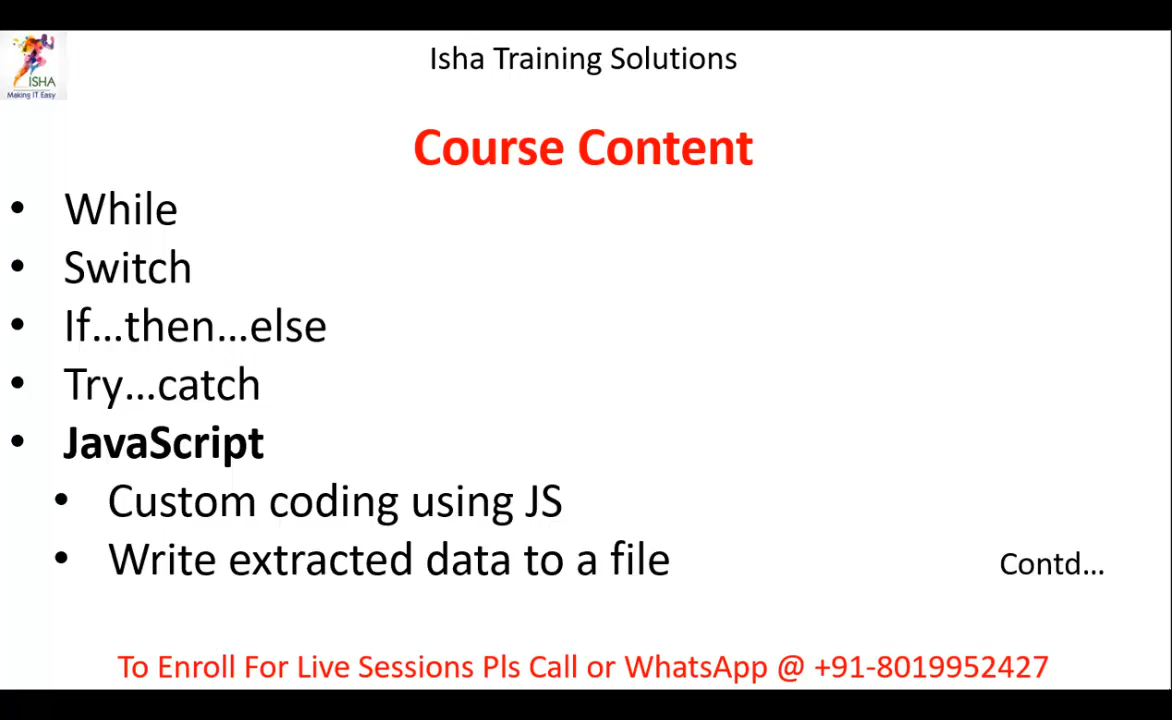 Isha Training Solutions
ISHA
Making IT Easy
Course Content
• While
• Switch
• If...then...else
• Try...catch
• JavaScript
• Custom coding using JS
• Write extracted data to a file
Contd...
To Enroll For Live Sessions Pls Call or WhatsApp @ +91-8019952427